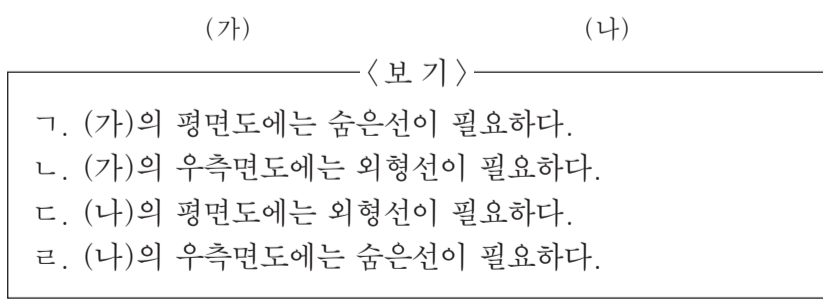 (가) (나)
〈보 기〉
ㄱ. (가)의 평면도에는 숨은선이 필요하다.
ㄴ. (가)의 우측면도에는 외형선이 필요하다.
ㄷ. (나)의 평면도에는 외형선이 필요하다.
ㄹ. (나)의 우측면도에는 숨은선이 필요하다.